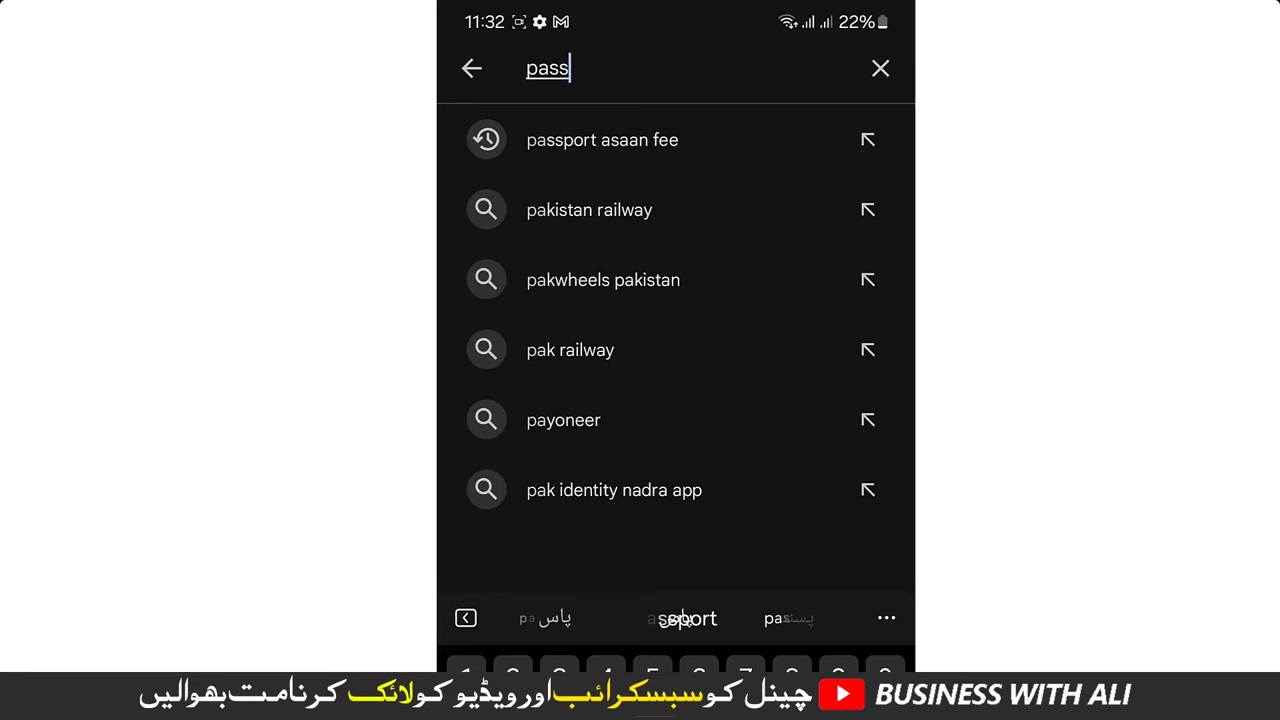 11:32 22%
pass
passport asaan fee
pakistan railway
pakwheels pakistan
pak railway
payoneer
pak identity nadra app
پاس
چینل کو سبسکرائب اور ویڈیو کو لائک کرنا مت بھولیں BUSINESS WITH ALI